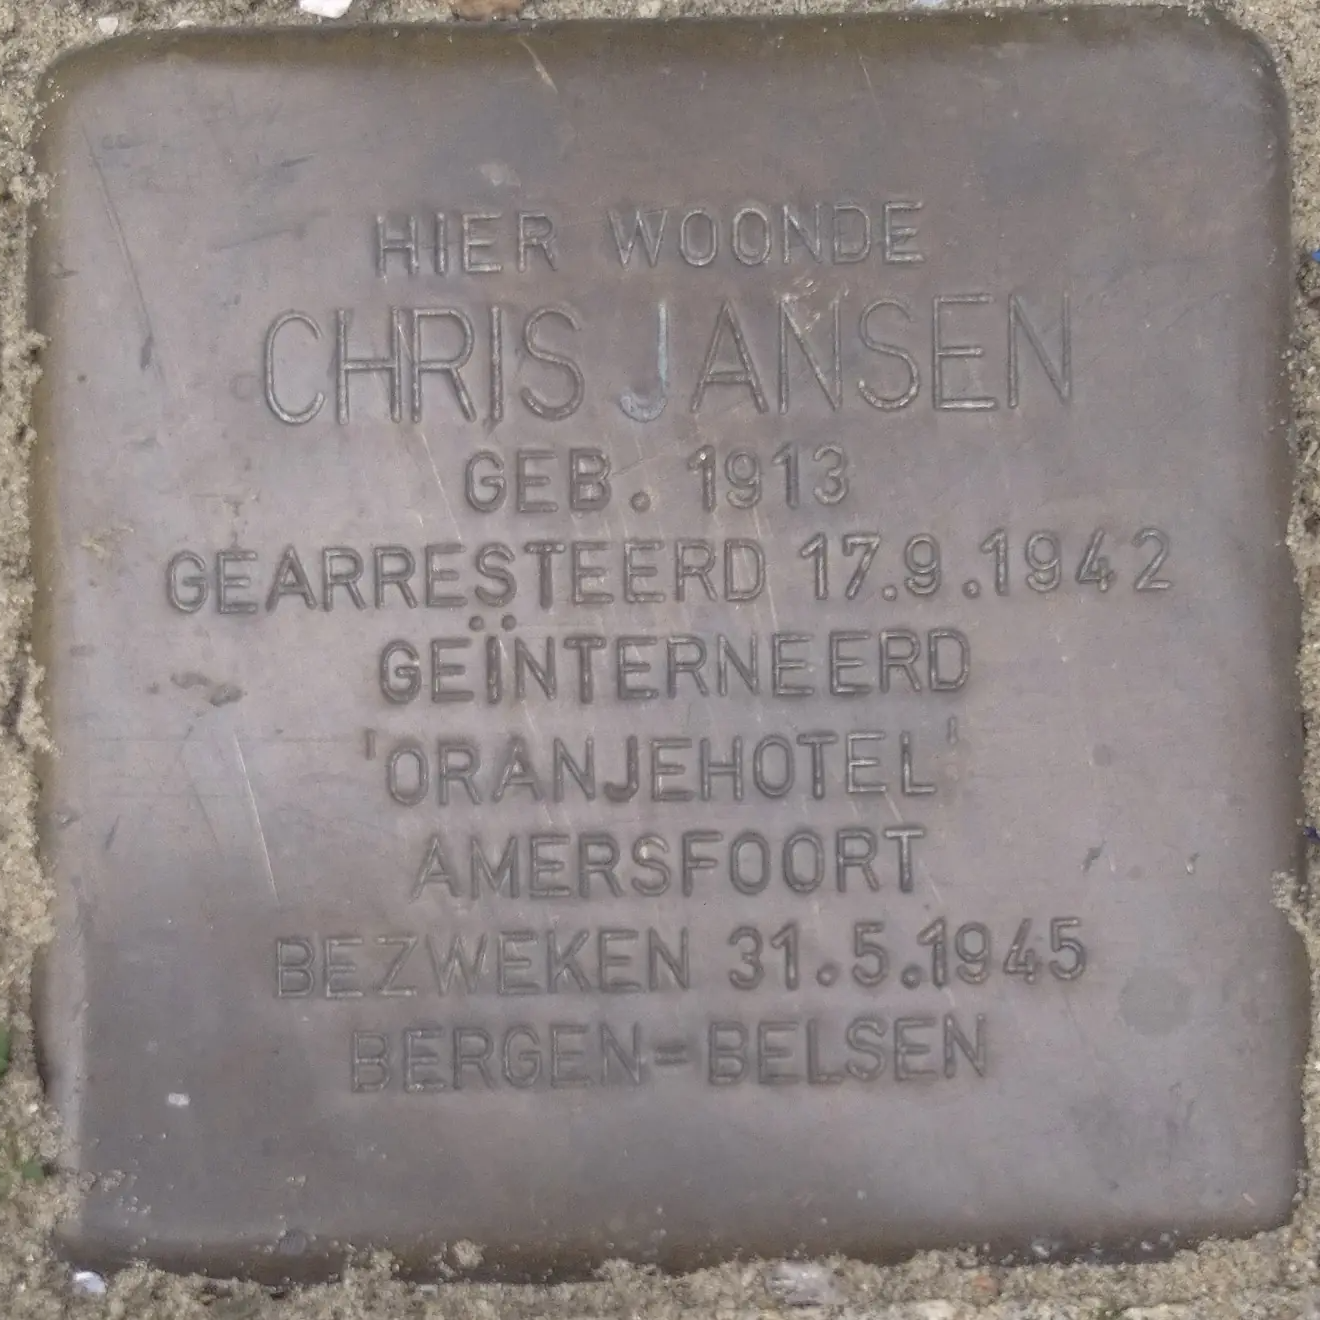 HIER WOONDE
CHRIS JANSEN
GEB. 1913
GEARRESTEERD 17.9.1942
GEÏNTERNEERD
'ORANJEHOTEL'
AMERSFOORT
BEZWEKEN 31.5.1945
BERGEN-BELSEN